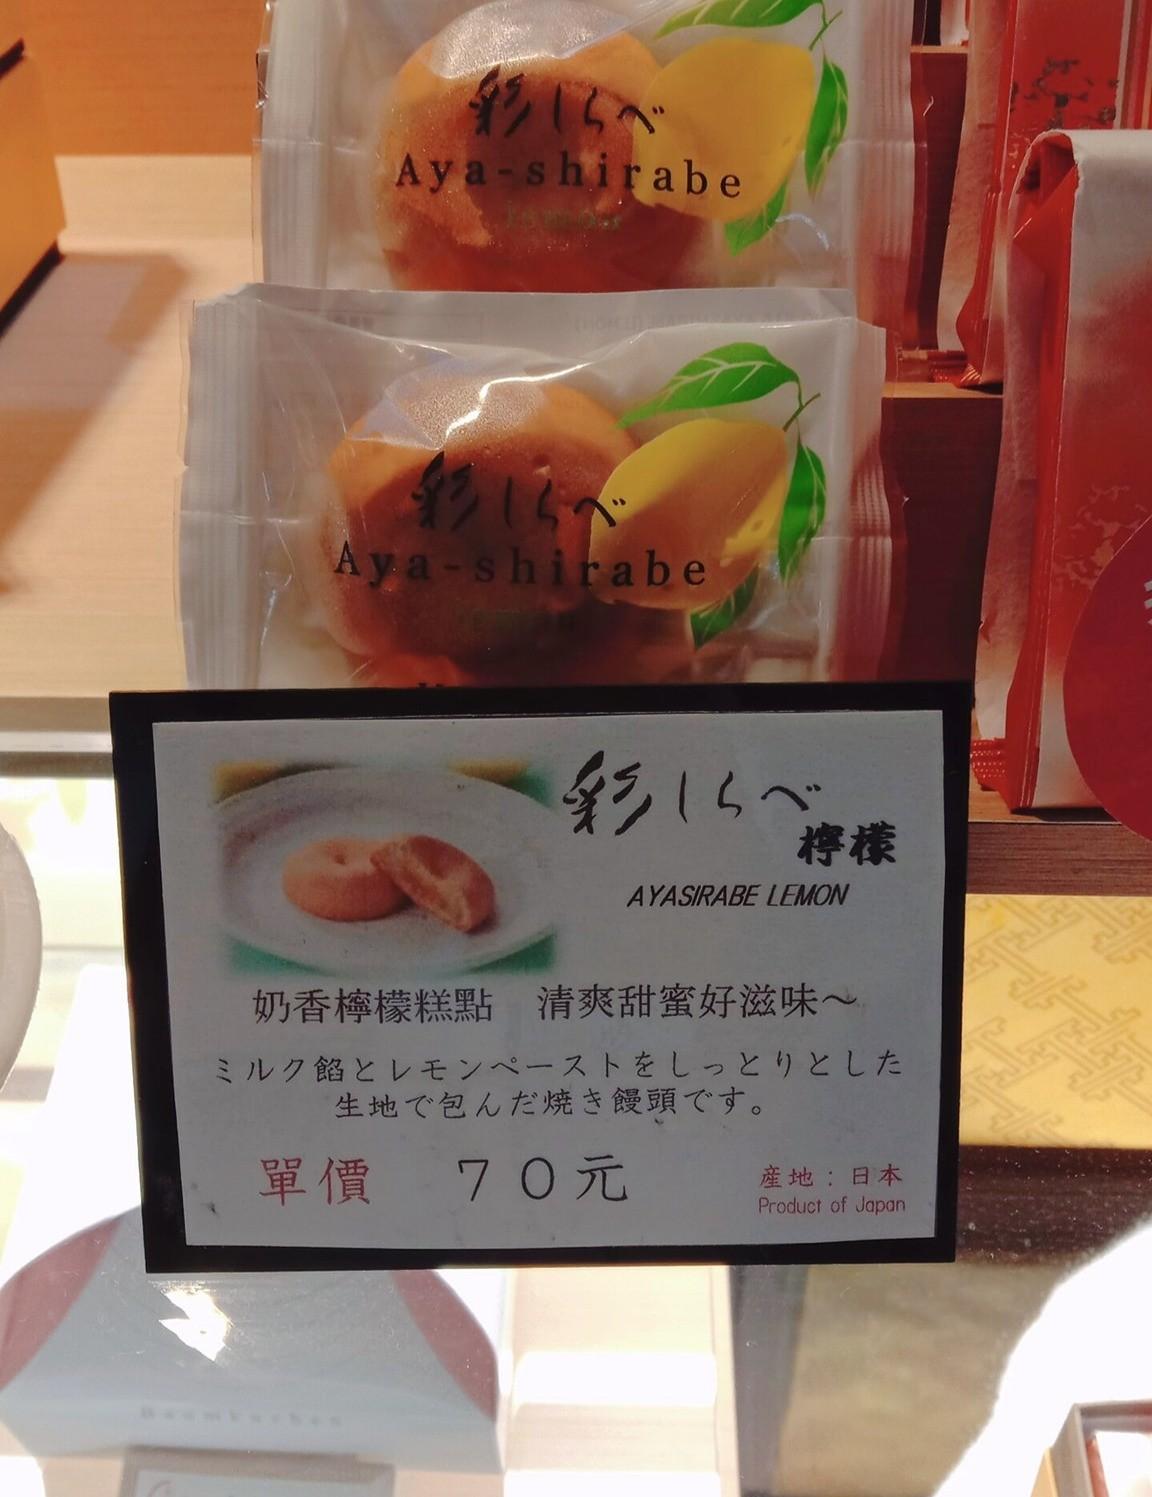 彩しらべ
Aya-shirabe
彩しらべ
Aya-shirabe
彩しらべ
檸檬
AYASIRABE LEMON
奶香檸檬糕點 清爽甜蜜好滋味～
ミルク餡とレモンペーストをしっとりとした
生地で包んだ焼き饅頭です。
單價 ７０元
産地：日本
Product of Japan